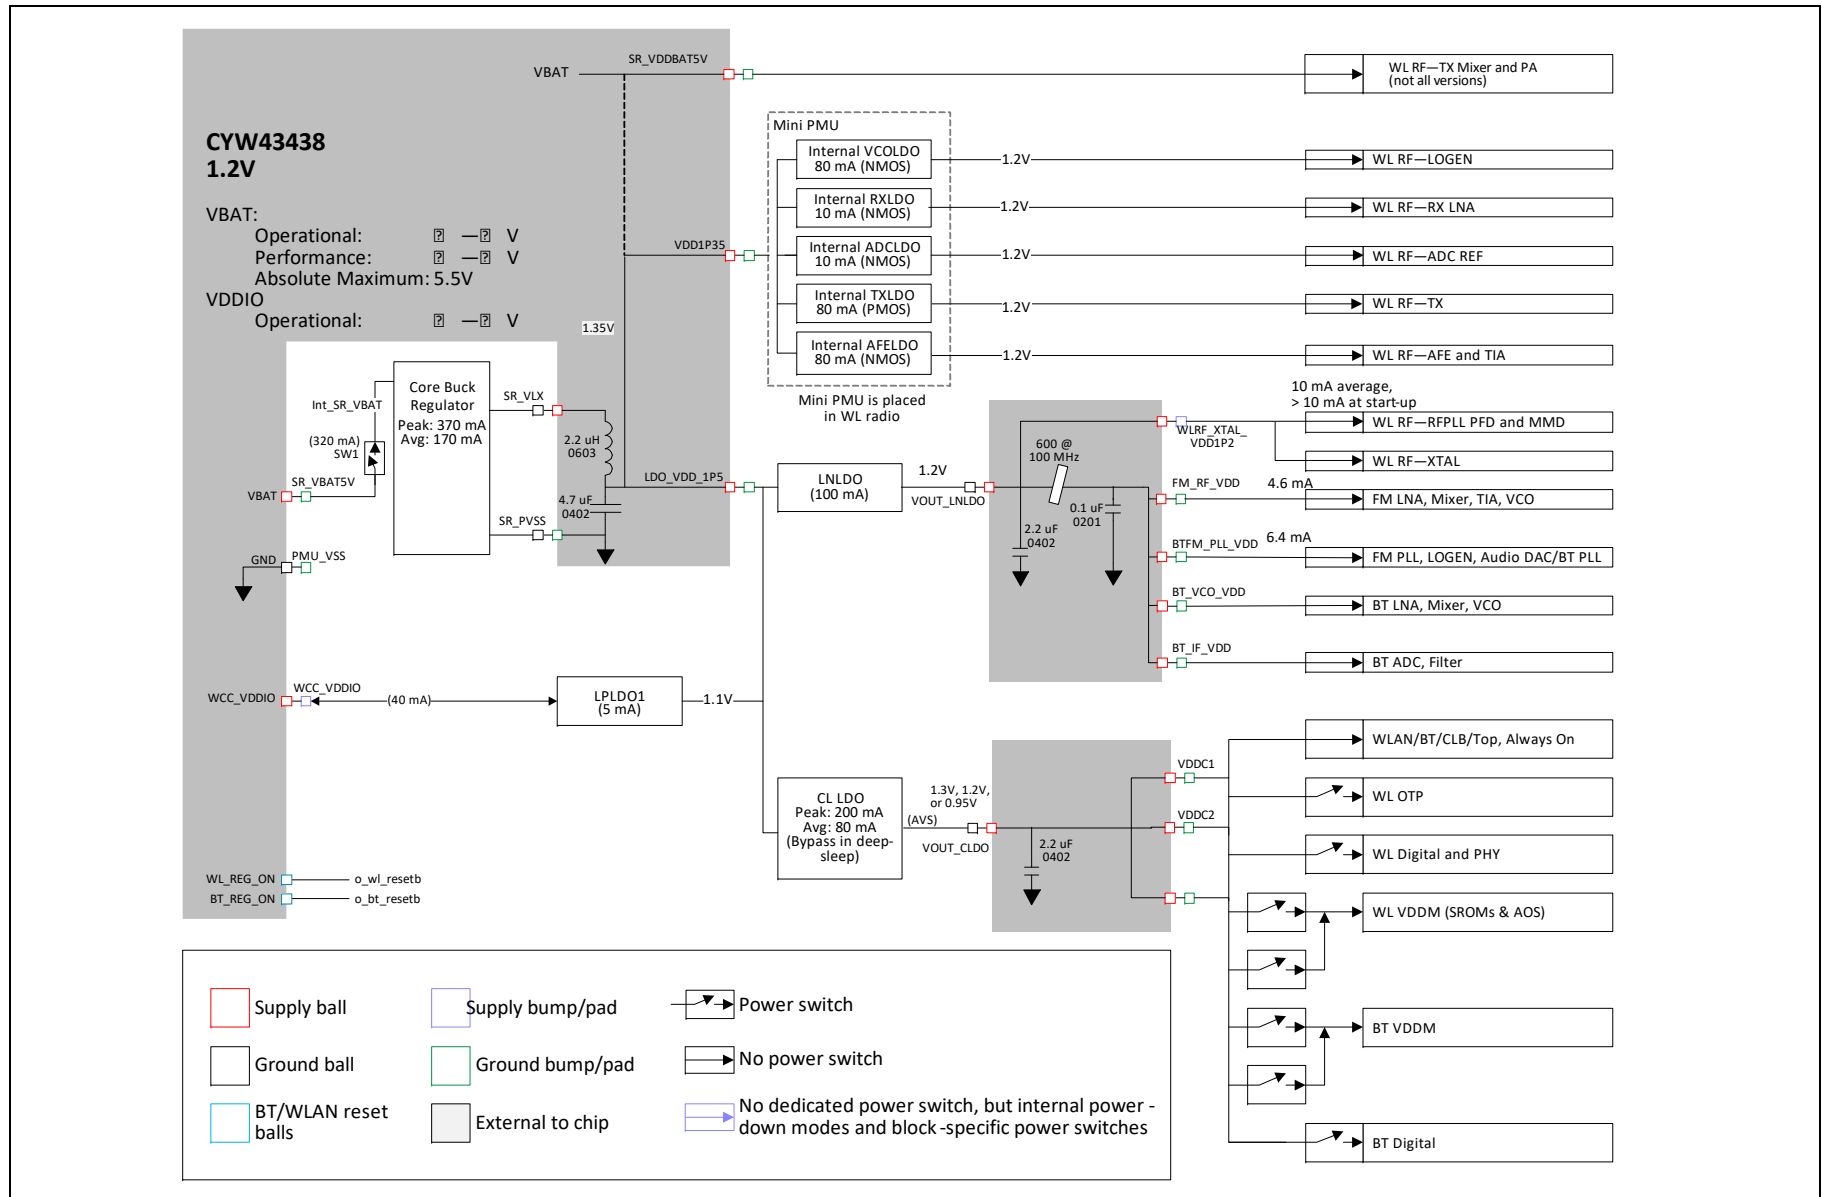 VBAT
SR_VDDBAT5V
WL RF—TX Mixer and PA
(not all versions)
CYW43438
1.2V
VBAT:
Operational: — V
Performance: — V
Absolute Maximum: 5.5V
VDDIO
Operational: — V
Mini PMU
Internal VCOLDO
80 mA (NMOS)
1.2V
WL RF—LOGEN
Internal RXLDO
10 mA (NMOS)
1.2V
WL RF—RX LNA
VDD1P35
Internal ADCLDO
10 mA (NMOS)
1.2V
WL RF—ADC REF
Internal TXLDO
80 mA (PMOS)
1.2V
WL RF—TX
1.35V
Internal AFELDO
80 mA (NMOS)
1.2V
WL RF—AFE and TIA
Mini PMU is placed
in WL radio
Int_SR_VBAT
(320 mA)
SW1
SR_VBAT5V
VBAT
Core Buck
Regulator
Peak: 370 mA
Avg: 170 mA
SR_VLX
2.2 uH
0603
4.7 uF
0402
SR_PVSS
LDO_VDD_1P5
GND
PMU_VSS
LNLDO
(100 mA)
1.2V
VOUT_LNLDO
600 @
100 MHz
2.2 uF
0402
0.1 uF
0201
10 mA average,
> 10 mA at start-up
WLRF_XTAL_
VDD1P2
WL RF—RFPLL PFD and MMD
WL RF—XTAL
FM_RF_VDD
4.6 mA
FM LNA, Mixer, TIA, VCO
BTFM_PLL_VDD
6.4 mA
FM PLL, LOGEN, Audio DAC/BT PLL
BT_VCO_VDD
BT LNA, Mixer, VCO
BT_IF_VDD
BT ADC, Filter
WCC_VDDIO
WCC_VDDIO
(40 mA)
LPLDO1
(5 mA)
1.1V
CL LDO
Peak: 200 mA
Avg: 80 mA
(Bypass in deep-
sleep)
1.3V, 1.2V,
or 0.95V
(AVS)
VOUT_CLDO
2.2 uF
0402
VDDC1
VDDC2
WLAN/BT/CLB/Top, Always On
WL OTP
WL Digital and PHY
WL VDDM (SROMs & AOS)
BT VDDM
BT Digital
WL_REG_ON
o_wl_resetb
BT_REG_ON
o_bt_resetb
Supply ball
Supply bump/pad
Power switch
Ground ball
Ground bump/pad
No power switch
BT/WLAN reset
balls
External to chip
No dedicated power switch, but internal power -
down modes and block -specific power switches